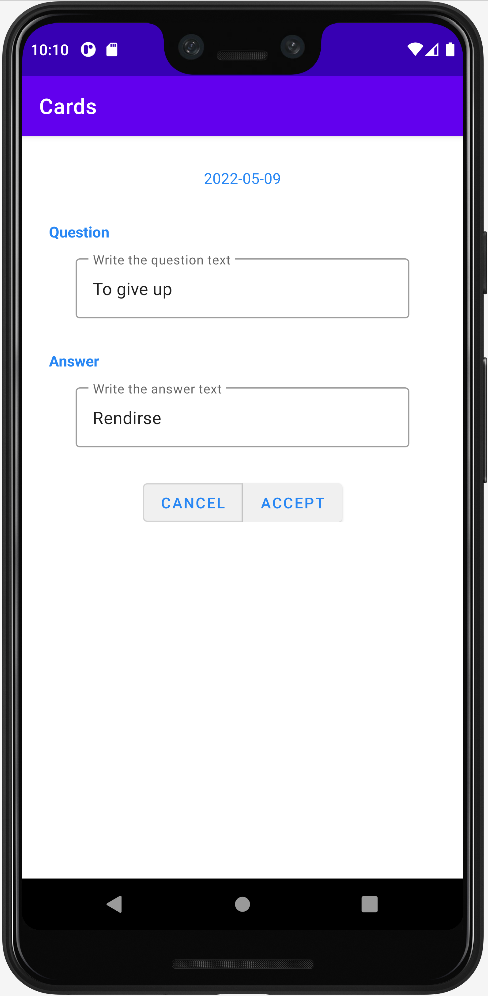 10:10
Cards
2022-05-09
Question
Write the question text
To give up
Answer
Write the answer text
Rendirse
CANCEL ACCEPT